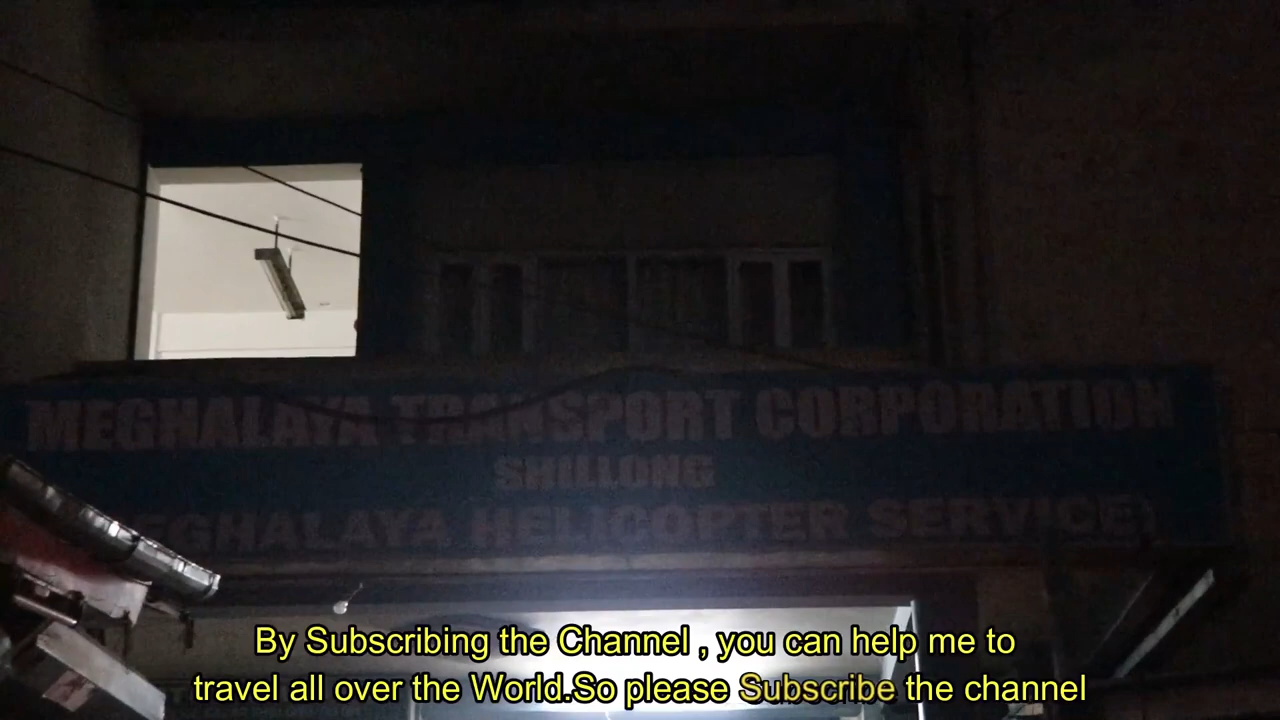 MEGHALAYA TRANSPORT CORPORATION
SHILLONG
MEGHALAYA HELICOPTER SERVICE)
By Subscribing the Channel , you can help me to
travel all over the World.So please Subscribe the channel